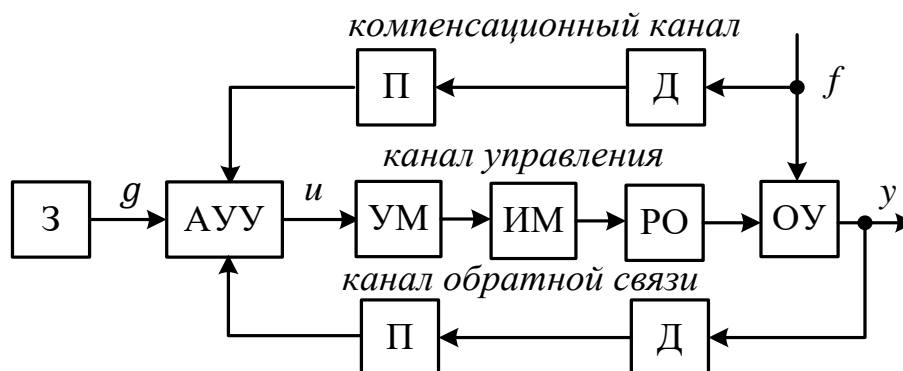 компенсационный канал
П
Д
f
канал управления
З
g
АУУ
u
УМ
ИМ
РО
ОУ
y
канал обратной связи
П
Д